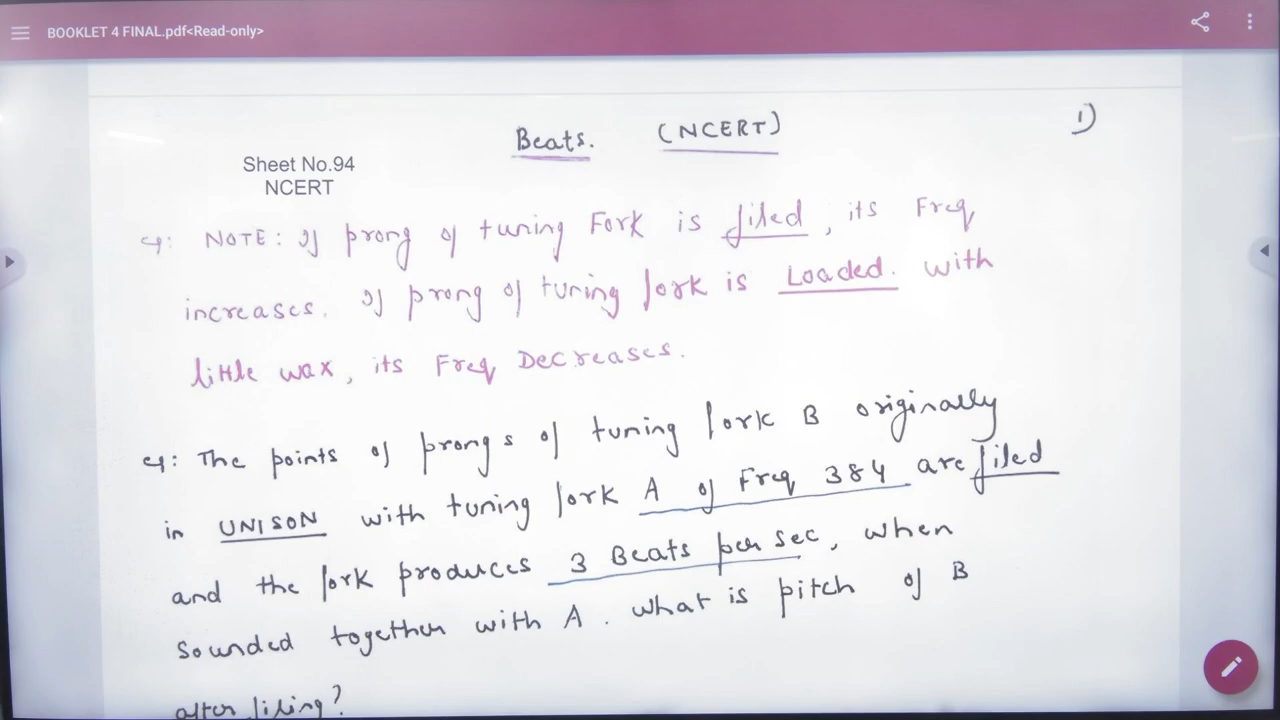 BOOKLET 4 FINAL.pdf<Read-only>
Beats. (NCERT) 1)
Sheet No.94
NCERT
eg: NOTE: If prong of tuning Fork is filed, its Freq
increases. If prong of tuning fork is Loaded. with
little wax, its Freq Decreases.
eg: The points of prongs of tuning fork B originally
in UNISON with tuning fork A of Freq 384 are filed
and the fork produces 3 Beats per sec, when
sounded together with A. what is pitch of B
after filing?